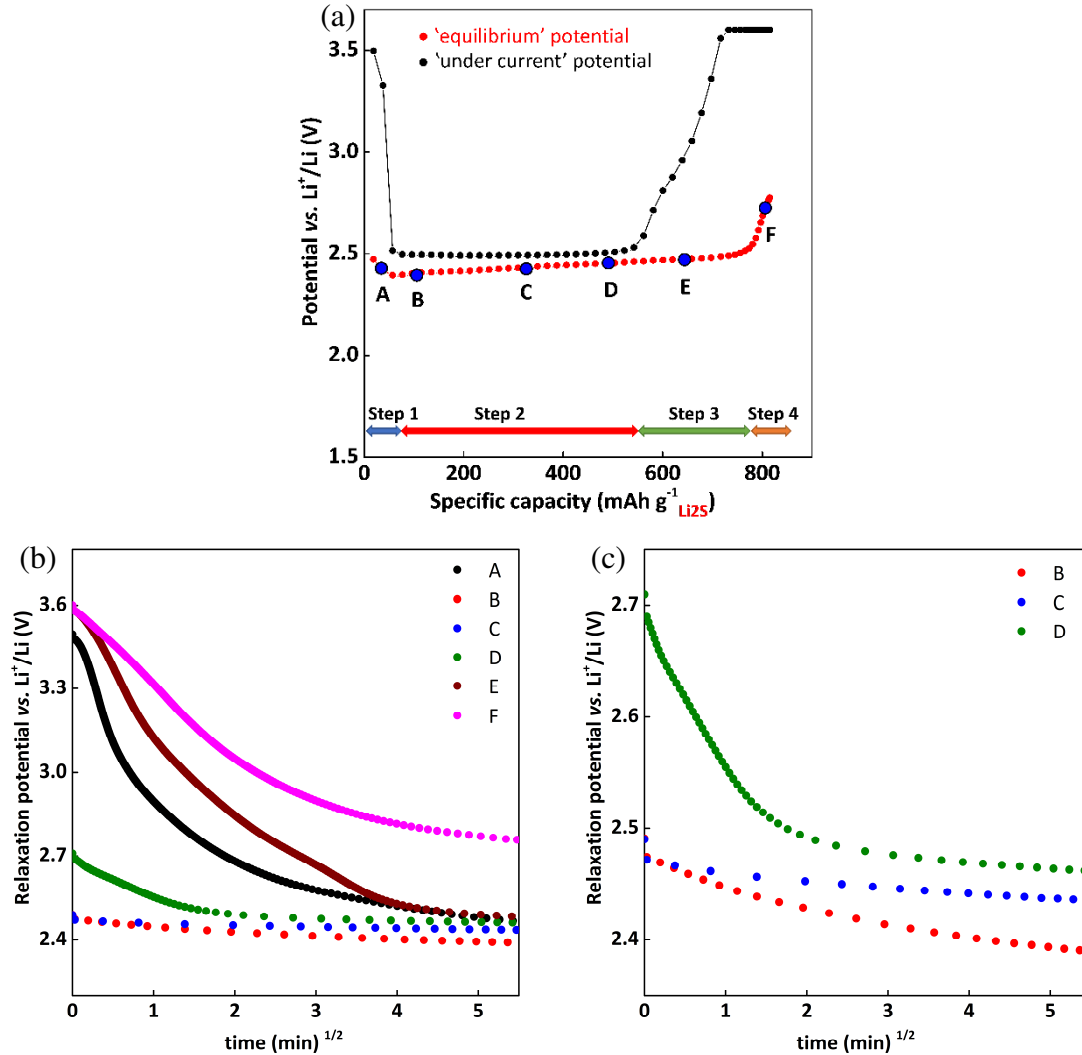 (a)
‘equilibrium’ potential
‘under current’ potential
3.5
3.0
2.5
2.0
1.5
Potential vs. Li⁺/Li (V)
A
B
C
D
E
F
Step 1
Step 2
Step 3
Step 4
0
200
400
600
800
Specific capacity (mAh g⁻¹Li2S)
(b)
A
B
C
D
E
F
3.6
3.3
3.0
2.7
2.4
Relaxation potential vs. Li⁺/Li (V)
0
1
2
3
4
5
time (min) ¹/²
(c)
B
C
D
2.7
2.6
2.5
2.4
Relaxation potential vs. Li⁺/Li (V)
0
1
2
3
4
5
time (min) ¹/²